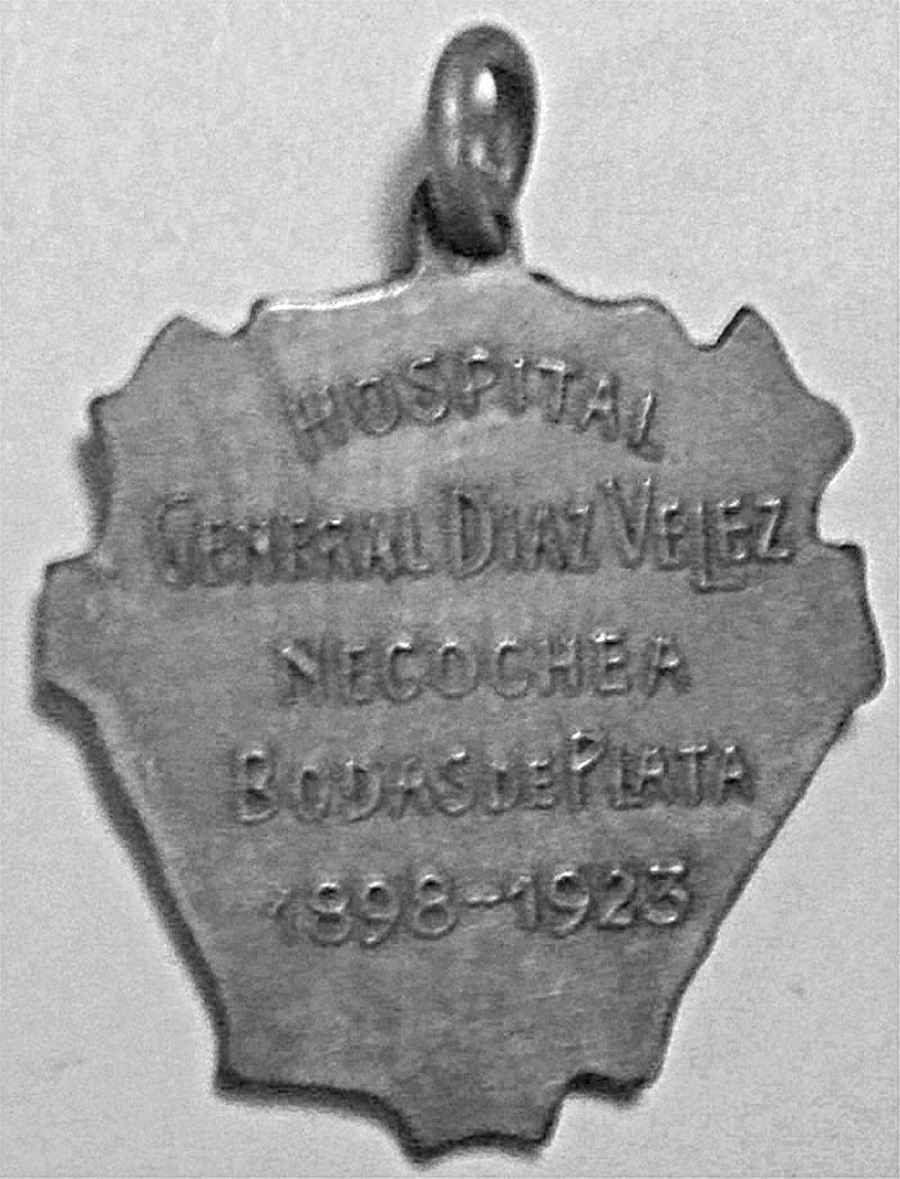 HOSPITAL
GENERAL DIAZ VELEZ
NECOCHEA
BODAS DE PLATA
1898-1923